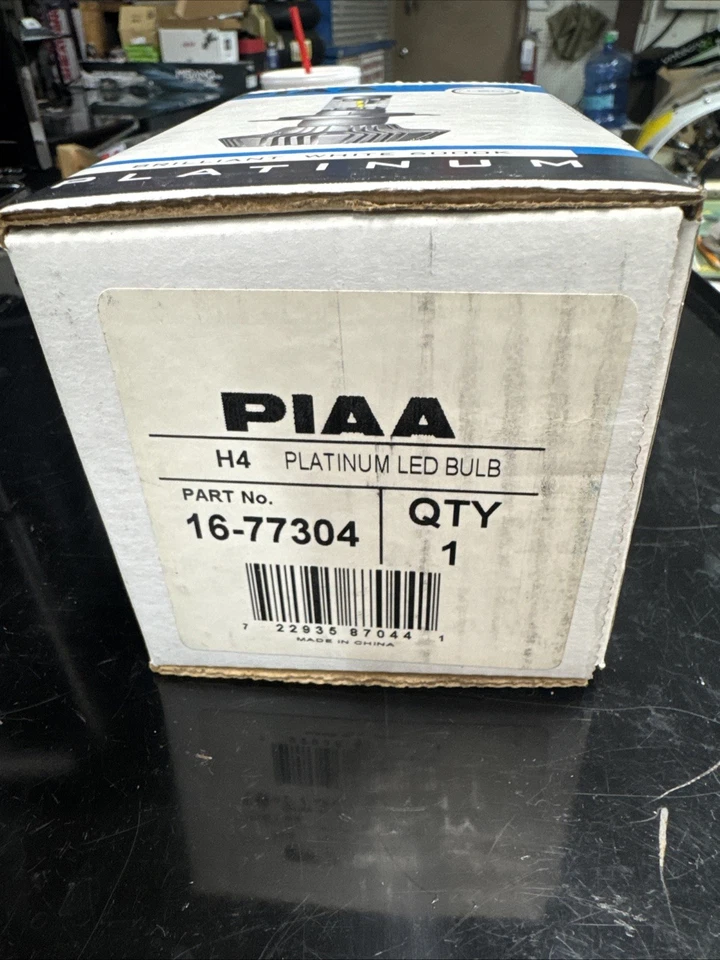 BRILLIANT WHITE 6000K
PLATINUM
PIAA
H4 PLATINUM LED BULB
PART No.
16-77304
QTY
1
7 22935 87044 1
MADE IN CHINA